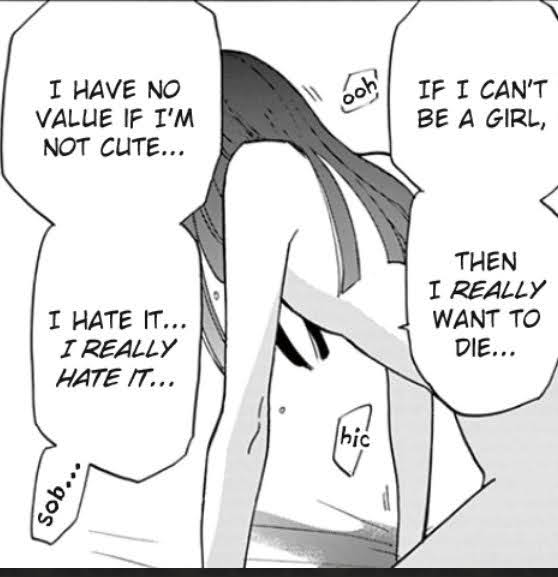 ooh
IF I CAN'T
BE A GIRL,
THEN
I REALLY
WANT TO
DIE...
I HAVE NO
VALUE IF I'M
NOT CUTE...
I HATE IT...
I REALLY
HATE IT...
hic
sob...